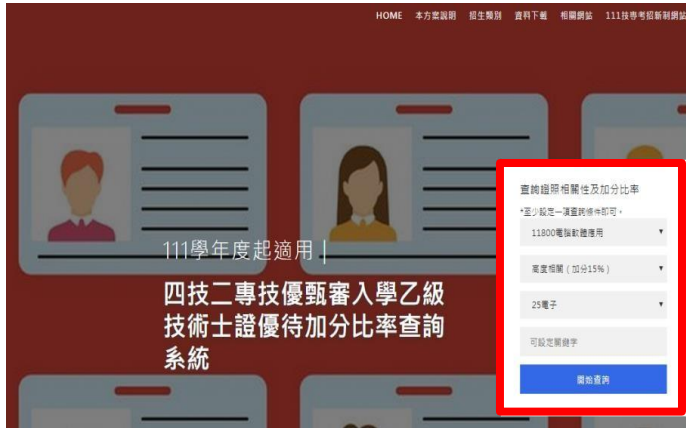 HOME 本方案說明 招生類別 資料下載 相關網站 111技專考招新制網站
查詢證照相關性及加分比率
*至少設定一項查詢條件即可。
11800電腦軟體應用
高度相關(加分15%)
25電子
可設定關鍵字
開始查詢
111學年度起適用|
四技二專技優甄審入學乙級
技術士證優待加分比率查詢
系統